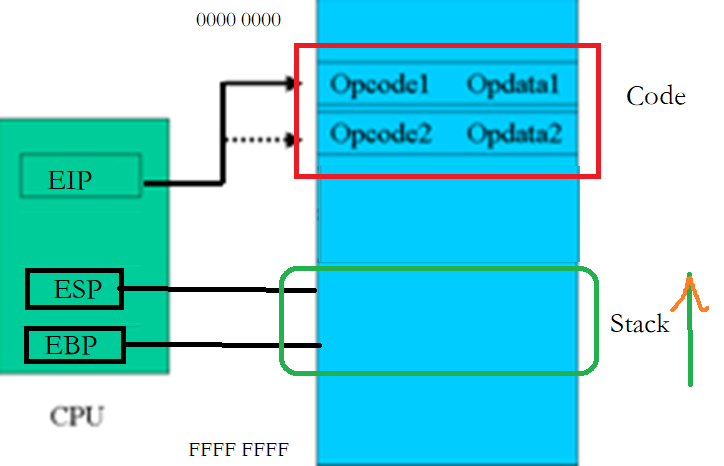 0000 0000
Opcode1 Opdata1
Code
Opcode2 Opdata2
EIP
ESP
Stack
EBP
CPU
FFFF FFFF